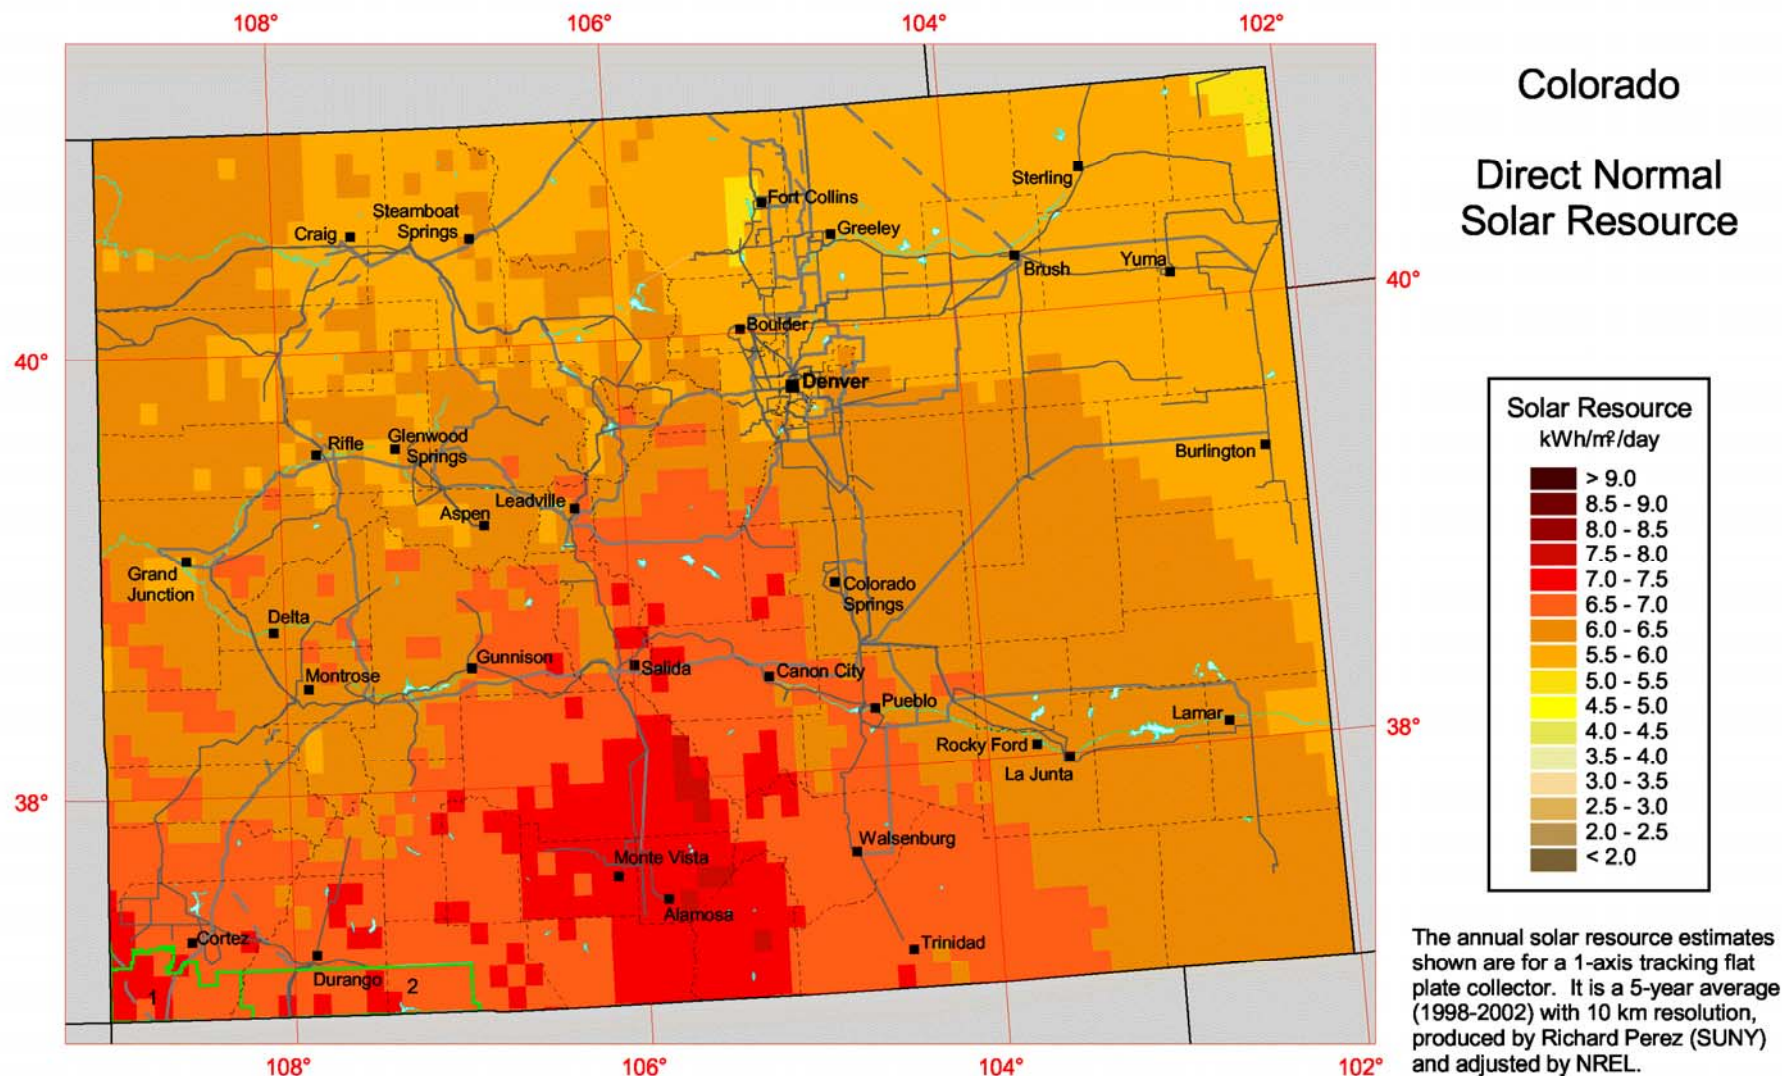 108°
106°
104°
102°
Colorado
Direct Normal
Solar Resource
Sterling
Fort Collins
Steamboat
Springs
Craig
Greeley
Brush
Yuma
40°
Boulder
40°
Denver
Solar Resource
kWh/m²/day
> 9.0
8.5 - 9.0
8.0 - 8.5
7.5 - 8.0
7.0 - 7.5
6.5 - 7.0
6.0 - 6.5
5.5 - 6.0
5.0 - 5.5
4.5 - 5.0
4.0 - 4.5
3.5 - 4.0
3.0 - 3.5
2.5 - 3.0
2.0 - 2.5
< 2.0
Rifle
Glenwood
Springs
Burlington
Leadville
Aspen
Grand
Junction
Colorado
Springs
Delta
Gunnison
Salida
Canon City
Montrose
Pueblo
Lamar
38°
Rocky Ford
La Junta
38°
Walsenburg
Monte Vista
Alamosa
Cortez
Trinidad
Durango
1
2
The annual solar resource estimates
shown are for a 1-axis tracking flat
plate collector. It is a 5-year average
(1998-2002) with 10 km resolution,
produced by Richard Perez (SUNY)
and adjusted by NREL.
108°
106°
104°
102°